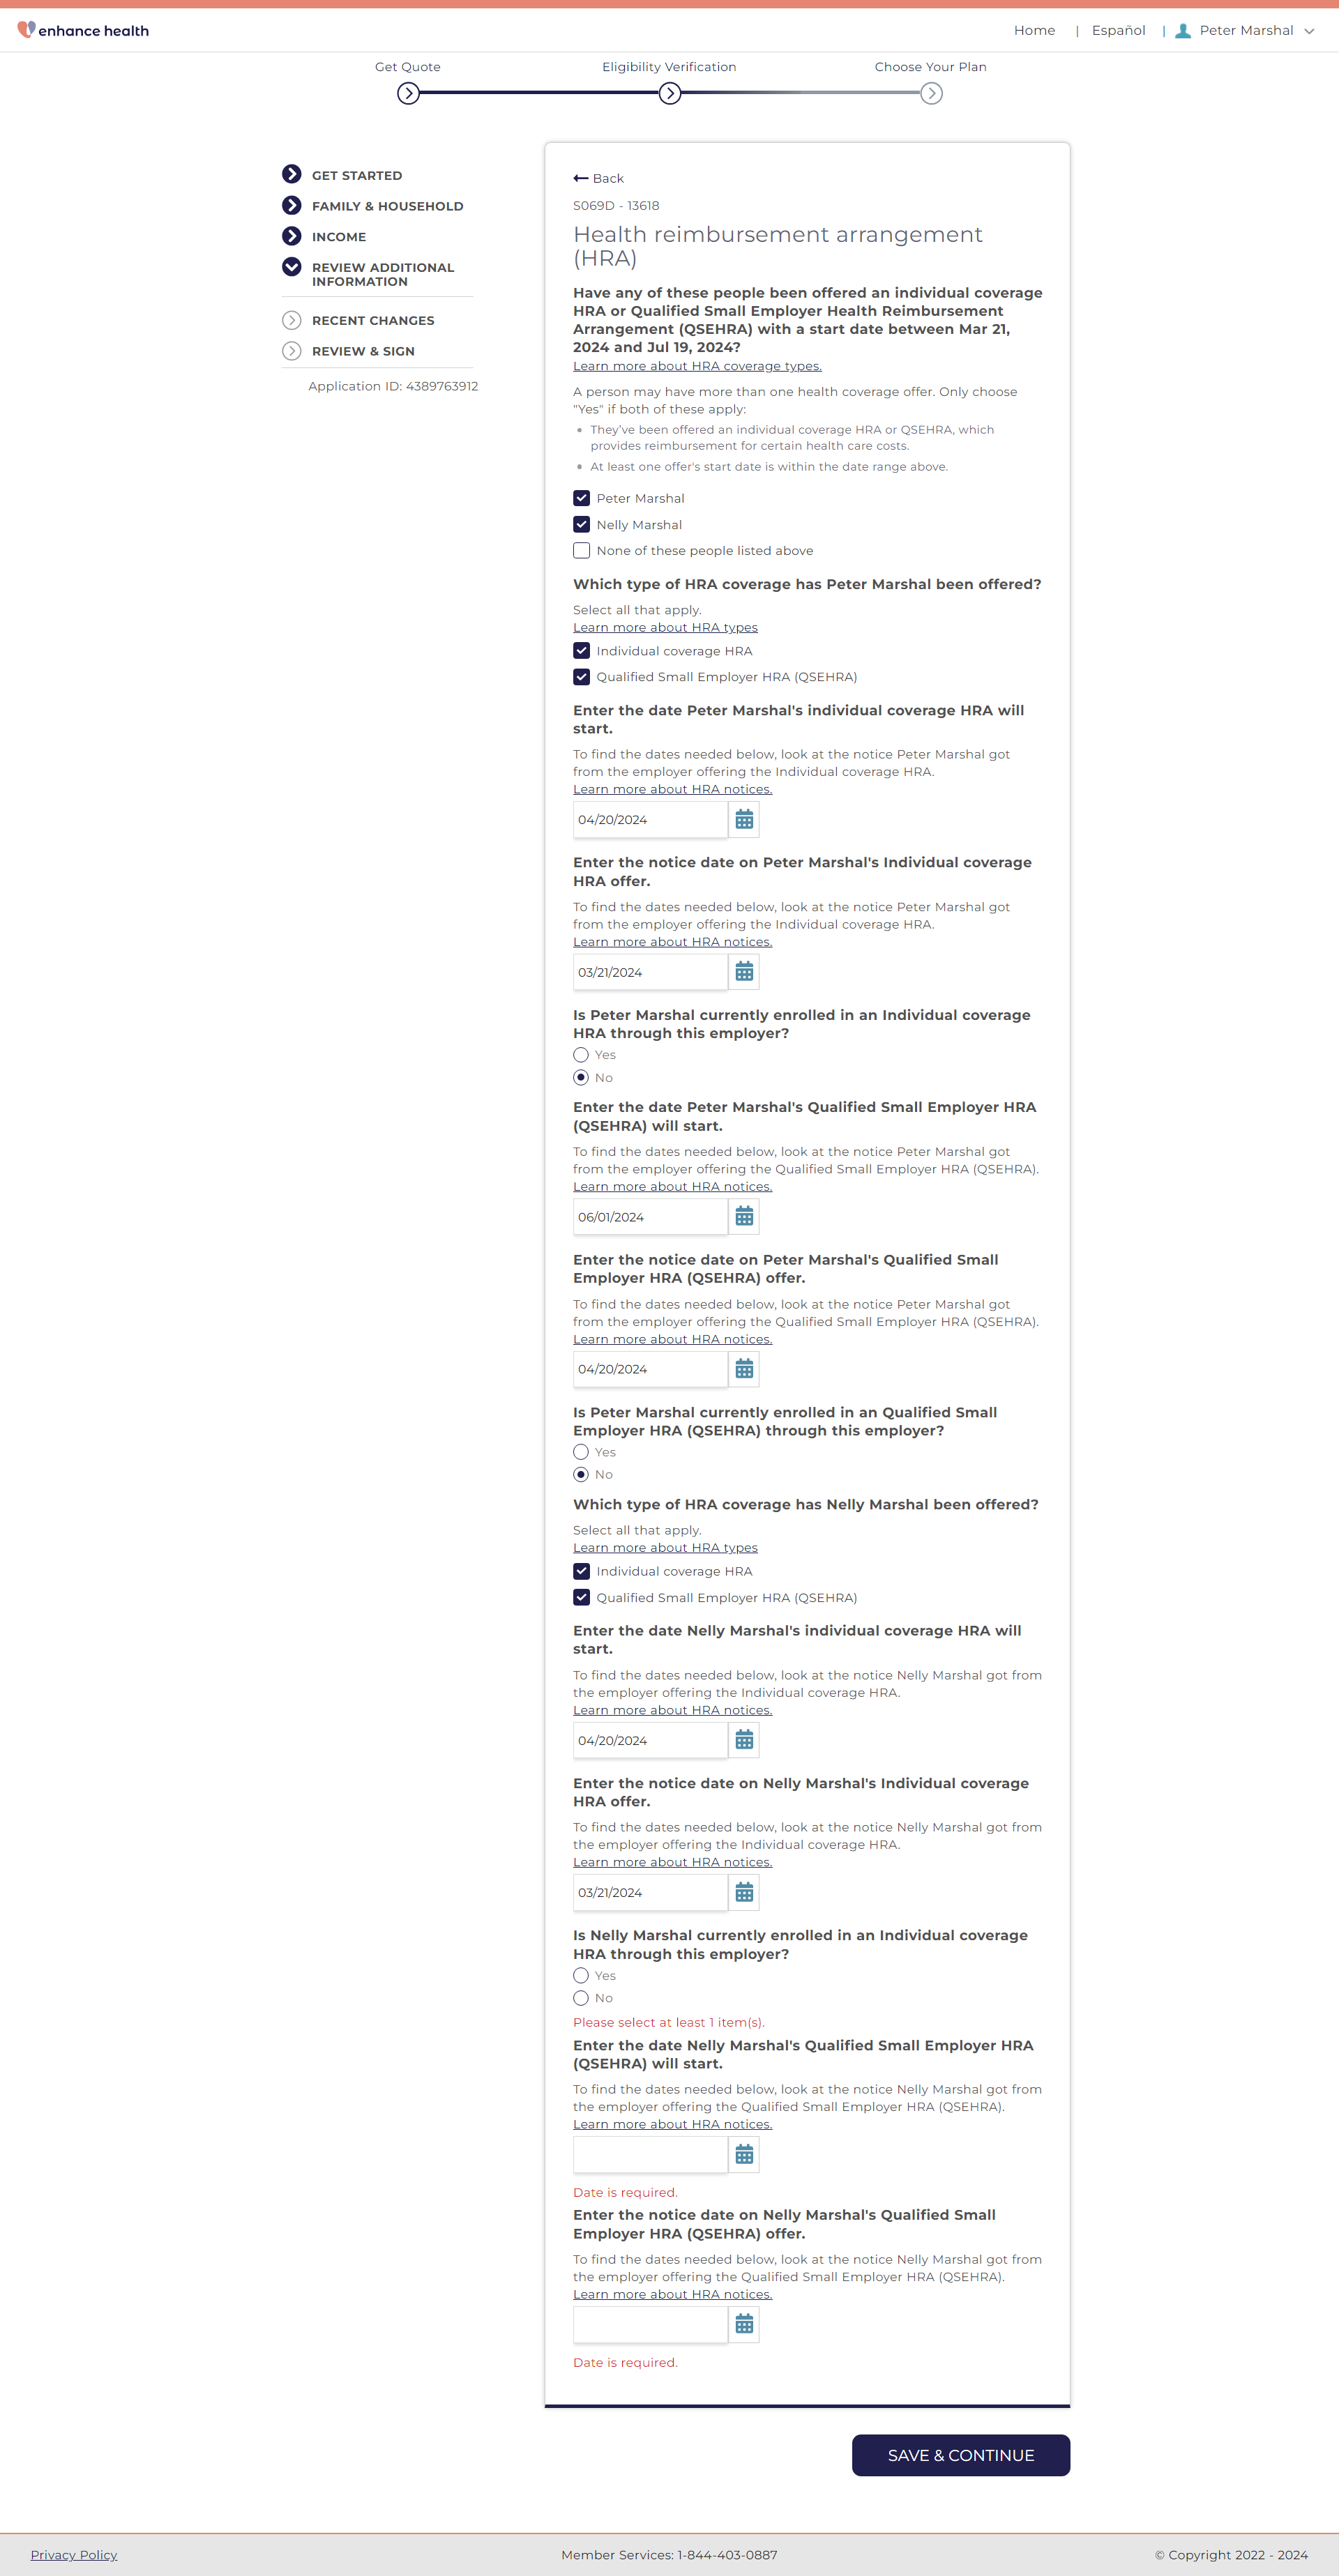 enhance health
Home | Español | Peter Marshal
Get Quote
Eligibility Verification
Choose Your Plan
GET STARTED
FAMILY & HOUSEHOLD
INCOME
REVIEW ADDITIONAL
INFORMATION
RECENT CHANGES
REVIEW & SIGN
Application ID: 4389763912
Back
S069D - 13618
Health reimbursement arrangement
(HRA)
Have any of these people been offered an individual coverage
HRA or Qualified Small Employer Health Reimbursement
Arrangement (QSEHRA) with a start date between Mar 21,
2024 and Jul 19, 2024?
Learn more about HRA coverage types.
A person may have more than one health coverage offer. Only choose
"Yes" if both of these apply:
They've been offered an individual coverage HRA or QSEHRA, which
provides reimbursement for certain health care costs.
At least one offer's start date is within the date range above.
Peter Marshal
Nelly Marshal
None of these people listed above
Which type of HRA coverage has Peter Marshal been offered?
Select all that apply.
Learn more about HRA types
Individual coverage HRA
Qualified Small Employer HRA (QSEHRA)
Enter the date Peter Marshal's individual coverage HRA will
start.
To find the dates needed below, look at the notice Peter Marshal got
from the employer offering the Individual coverage HRA.
Learn more about HRA notices.
04/20/2024
Enter the notice date on Peter Marshal's Individual coverage
HRA offer.
To find the dates needed below, look at the notice Peter Marshal got
from the employer offering the Individual coverage HRA.
Learn more about HRA notices.
03/21/2024
Is Peter Marshal currently enrolled in an Individual coverage
HRA through this employer?
Yes
No
Enter the date Peter Marshal's Qualified Small Employer HRA
(QSEHRA) will start.
To find the dates needed below, look at the notice Peter Marshal got
from the employer offering the Qualified Small Employer HRA (QSEHRA).
Learn more about HRA notices.
06/01/2024
Enter the notice date on Peter Marshal's Qualified Small
Employer HRA (QSEHRA) offer.
To find the dates needed below, look at the notice Peter Marshal got
from the employer offering the Qualified Small Employer HRA (QSEHRA).
Learn more about HRA notices.
04/20/2024
Is Peter Marshal currently enrolled in an Qualified Small
Employer HRA (QSEHRA) through this employer?
Yes
No
Which type of HRA coverage has Nelly Marshal been offered?
Select all that apply.
Learn more about HRA types
Individual coverage HRA
Qualified Small Employer HRA (QSEHRA)
Enter the date Nelly Marshal's individual coverage HRA will
start.
To find the dates needed below, look at the notice Nelly Marshal got from
the employer offering the Individual coverage HRA.
Learn more about HRA notices.
04/20/2024
Enter the notice date on Nelly Marshal's Individual coverage
HRA offer.
To find the dates needed below, look at the notice Nelly Marshal got from
the employer offering the Individual coverage HRA.
Learn more about HRA notices.
03/21/2024
Is Nelly Marshal currently enrolled in an Individual coverage
HRA through this employer?
Yes
No
Please select at least 1 item(s).
Enter the date Nelly Marshal's Qualified Small Employer HRA
(QSEHRA) will start.
To find the dates needed below, look at the notice Nelly Marshal got from
the employer offering the Qualified Small Employer HRA (QSEHRA).
Learn more about HRA notices.
Date is required.
Enter the notice date on Nelly Marshal's Qualified Small
Employer HRA (QSEHRA) offer.
To find the dates needed below, look at the notice Nelly Marshal got from
the employer offering the Qualified Small Employer HRA (QSEHRA).
Learn more about HRA notices.
Date is required.
SAVE & CONTINUE
Privacy Policy
Member Services: 1-844-403-0887
© Copyright 2022 - 2024